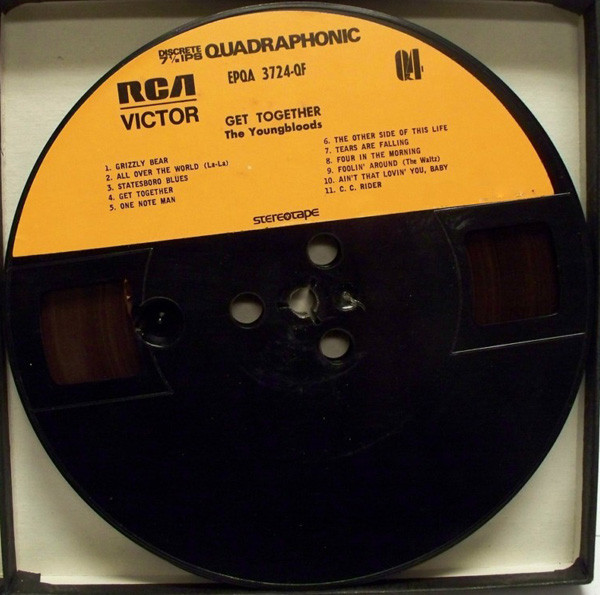 DISCRETE
7½ IPS QUADRAPHONIC
RCA
VICTOR
EPQA 3724-QF
Q4
GET TOGETHER
The Youngbloods
1. GRIZZLY BEAR
2. ALL OVER THE WORLD (La-La)
3. STATESBORO BLUES
4. GET TOGETHER
5. ONE NOTE MAN
6. THE OTHER SIDE OF THIS LIFE
7. TEARS ARE FALLING
8. FOUR IN THE MORNING
9. FOOLIN' AROUND (The Waltz)
10. AIN'T THAT LOVIN' YOU, BABY
11. C. C. RIDER
stereotape